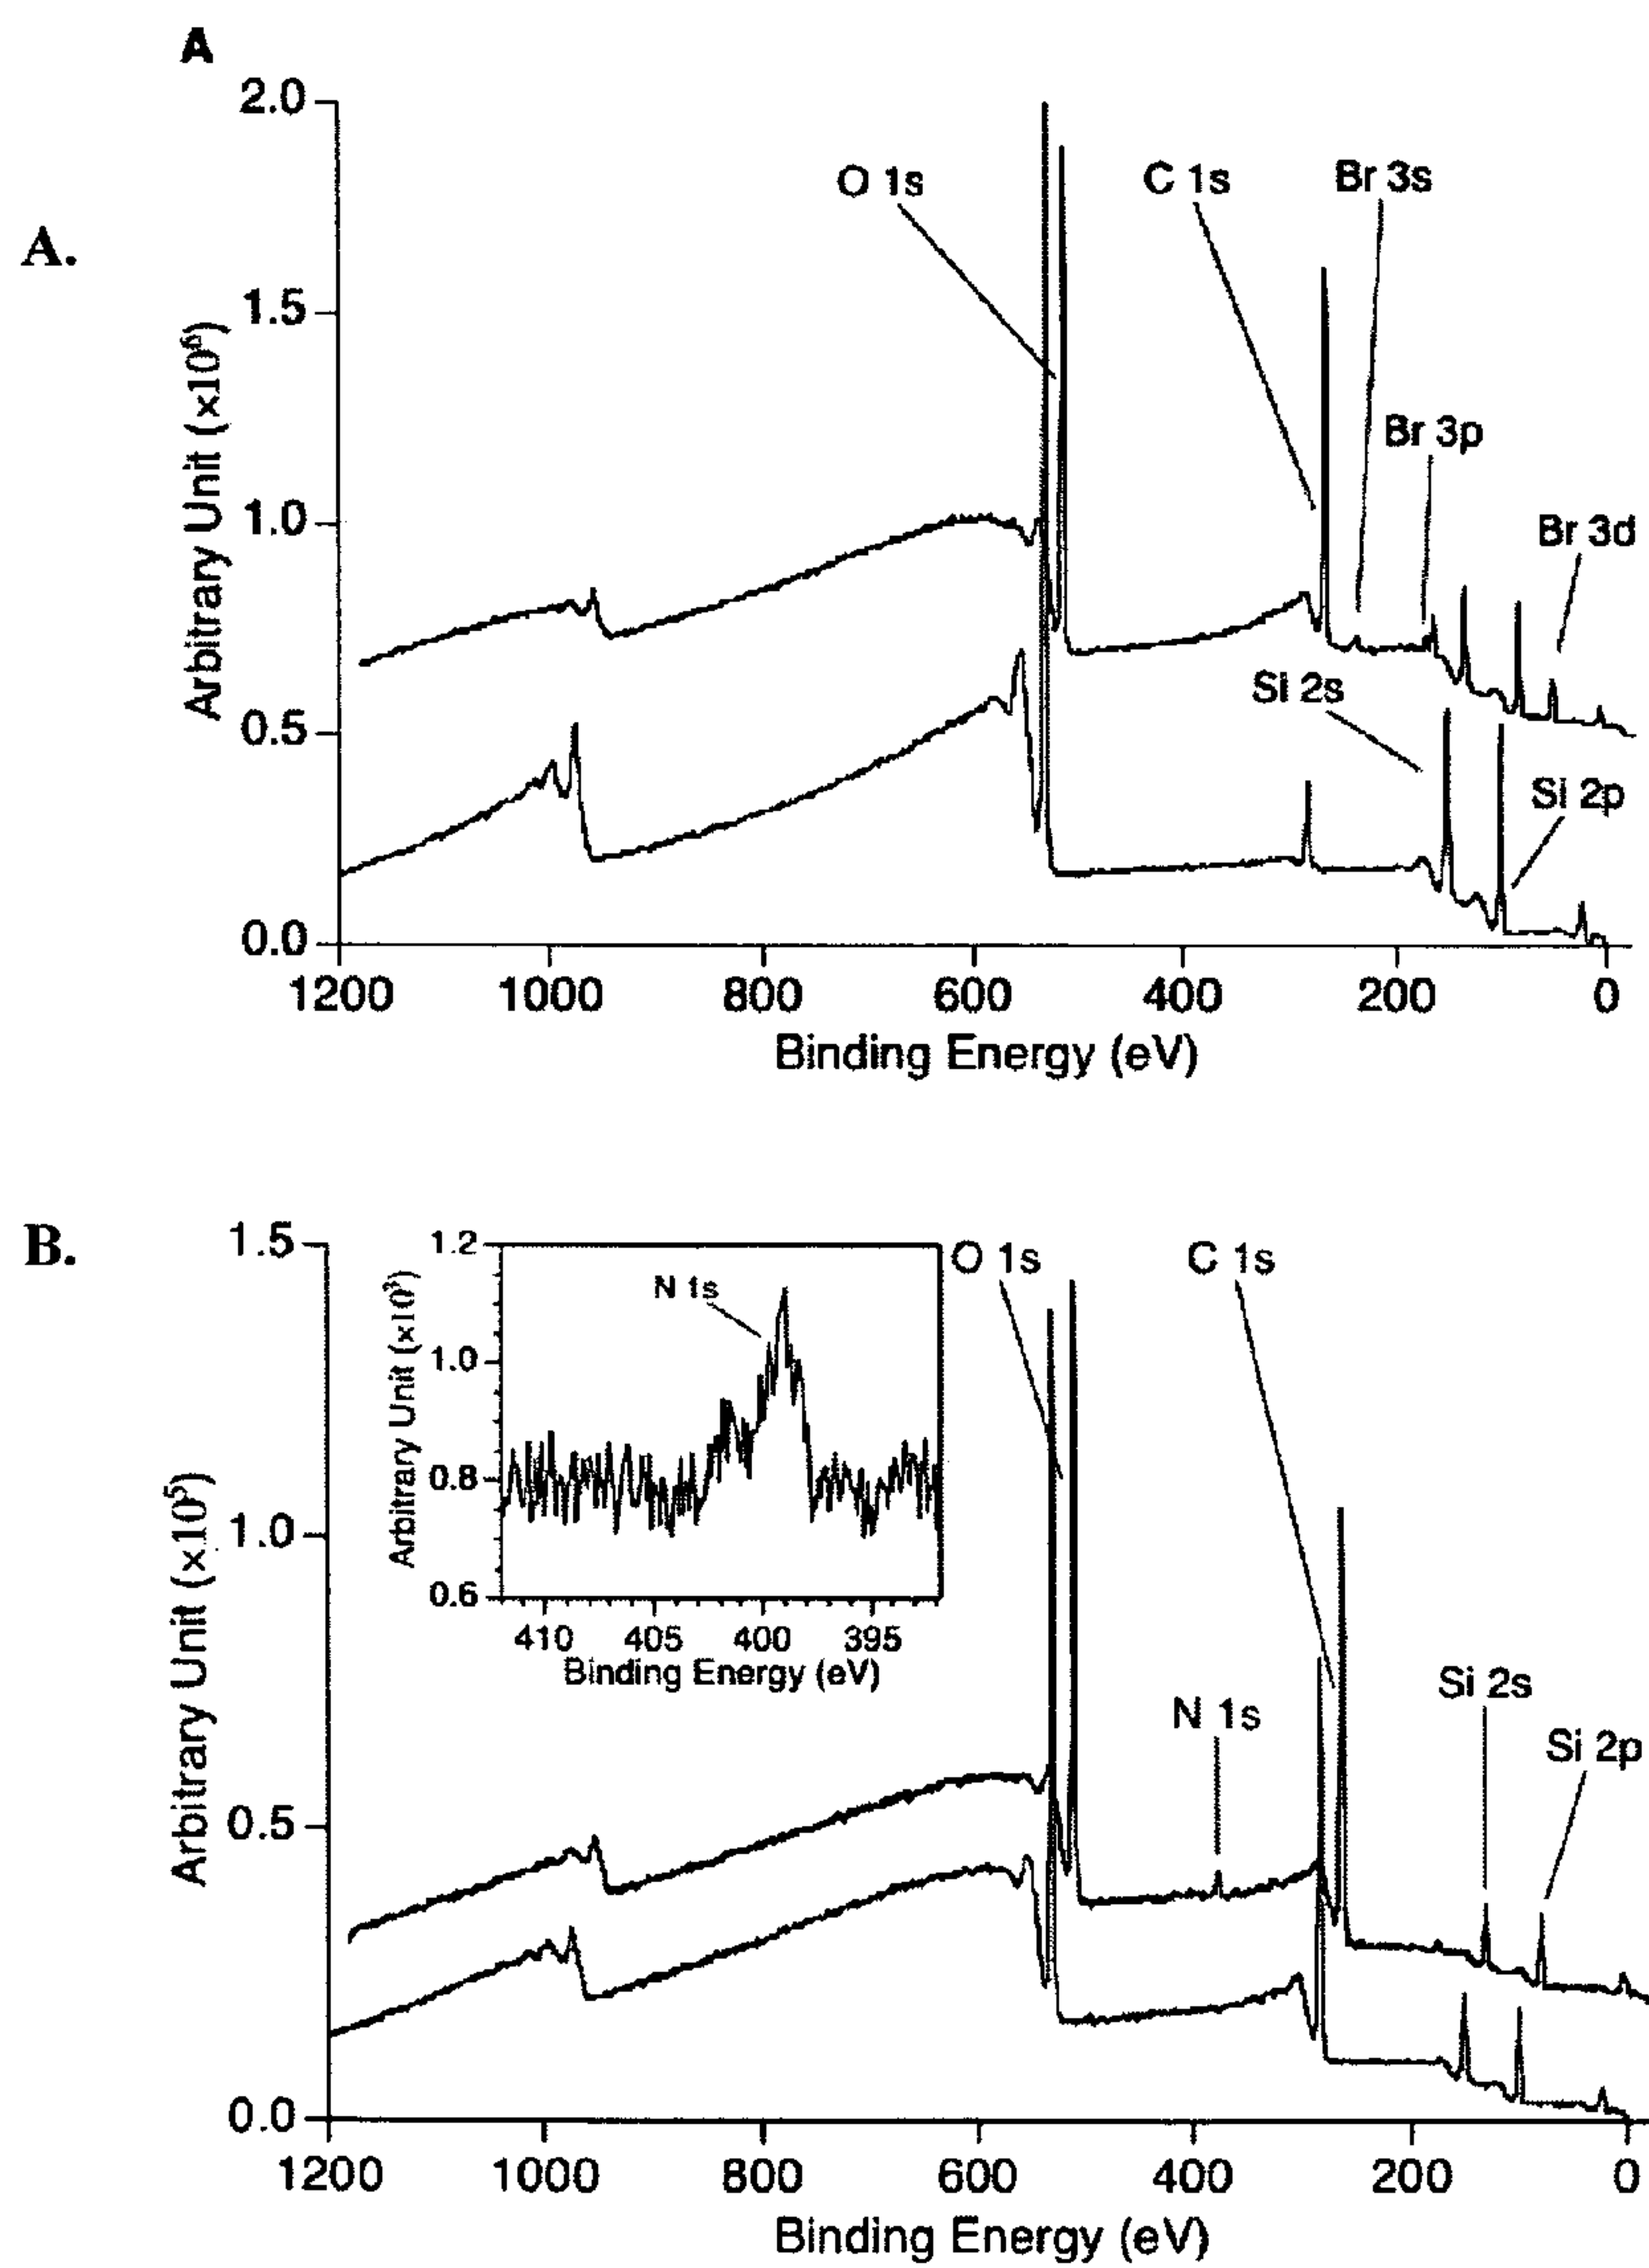 A
A.
2.0
1.5
1.0
0.5
0.0
Arbitrary Unit (×10⁶)
O 1s
C 1s
Br 3s
Br 3p
Br 3d
Si 2s
Si 2p
1200 1000 800 600 400 200 0
Binding Energy (eV)
B.
1.5
1.0
0.5
0.0
Arbitrary Unit (×10⁵)
1.2
1.0
0.8
0.6
Arbitrary Unit (×10³)
N 1s
410 405 400 395
Binding Energy (eV)
O 1s
C 1s
N 1s
Si 2s
Si 2p
1200 1000 800 600 400 200 0
Binding Energy (eV)